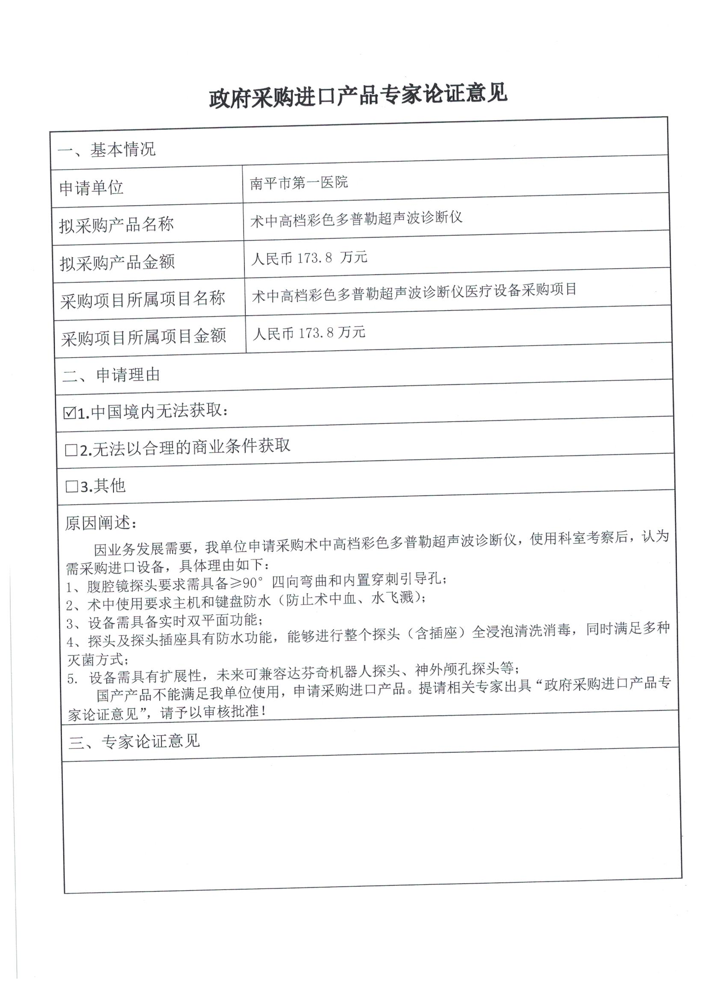 政府采购进口产品专家论证意见
一、基本情况
申请单位
南平市第一医院
拟采购产品名称
术中高档彩色多普勒超声波诊断仪
拟采购产品金额
人民币 173.8 万元
采购项目所属项目名称
术中高档彩色多普勒超声波诊断仪医疗设备采购项目
采购项目所属项目金额
人民币 173.8 万元
二、申请理由
☑1.中国境内无法获取：
□2.无法以合理的商业条件获取
□3.其他
原因阐述：
因业务发展需要，我单位申请采购术中高档彩色多普勒超声波诊断仪，使用科室考察后，认为
需采购进口设备，具体理由如下：
1、腹腔镜探头要求需具备≥90°四向弯曲和内置穿刺引导孔；
2、术中使用要求主机和键盘防水（防止术中血、水飞溅）；
3、设备需具备实时双平面功能；
4、探头及探头插座具有防水功能，能够进行整个探头（含插座）全浸泡清洗消毒，同时满足多种
灭菌方式；
5. 设备需具有扩展性，未来可兼容达芬奇机器人探头、神外颅孔探头等；
国产产品不能满足我单位使用，申请采购进口产品。提请相关专家出具“政府采购进口产品专
家论证意见”，请予以审核批准！
三、专家论证意见